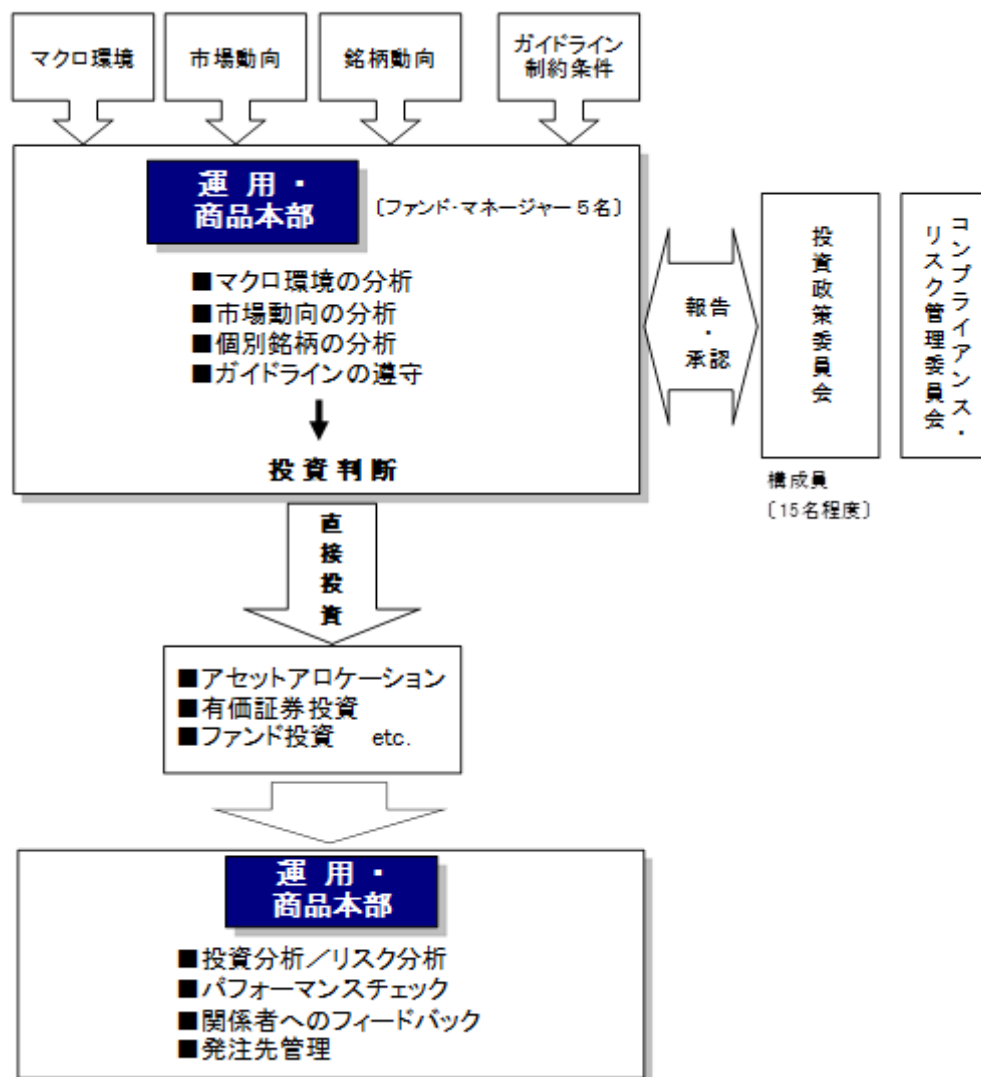 マクロ環境
市場動向
銘柄動向
ガイドライン
制約条件
運用・
商品本部
〔ファンド・マネージャー5名〕
■マクロ環境の分析
■市場動向の分析
■個別銘柄の分析
■ガイドラインの遵守
投資判断
報告
・
承認
投資政策委員会
コンプライアンス・
リスク管理委員会
構成員
〔15名程度〕
直接投資
■アセットアロケーション
■有価証券投資
■ファンド投資 etc.
運用・
商品本部
■投資分析／リスク分析
■パフォーマンスチェック
■関係者へのフィードバック
■発注先管理